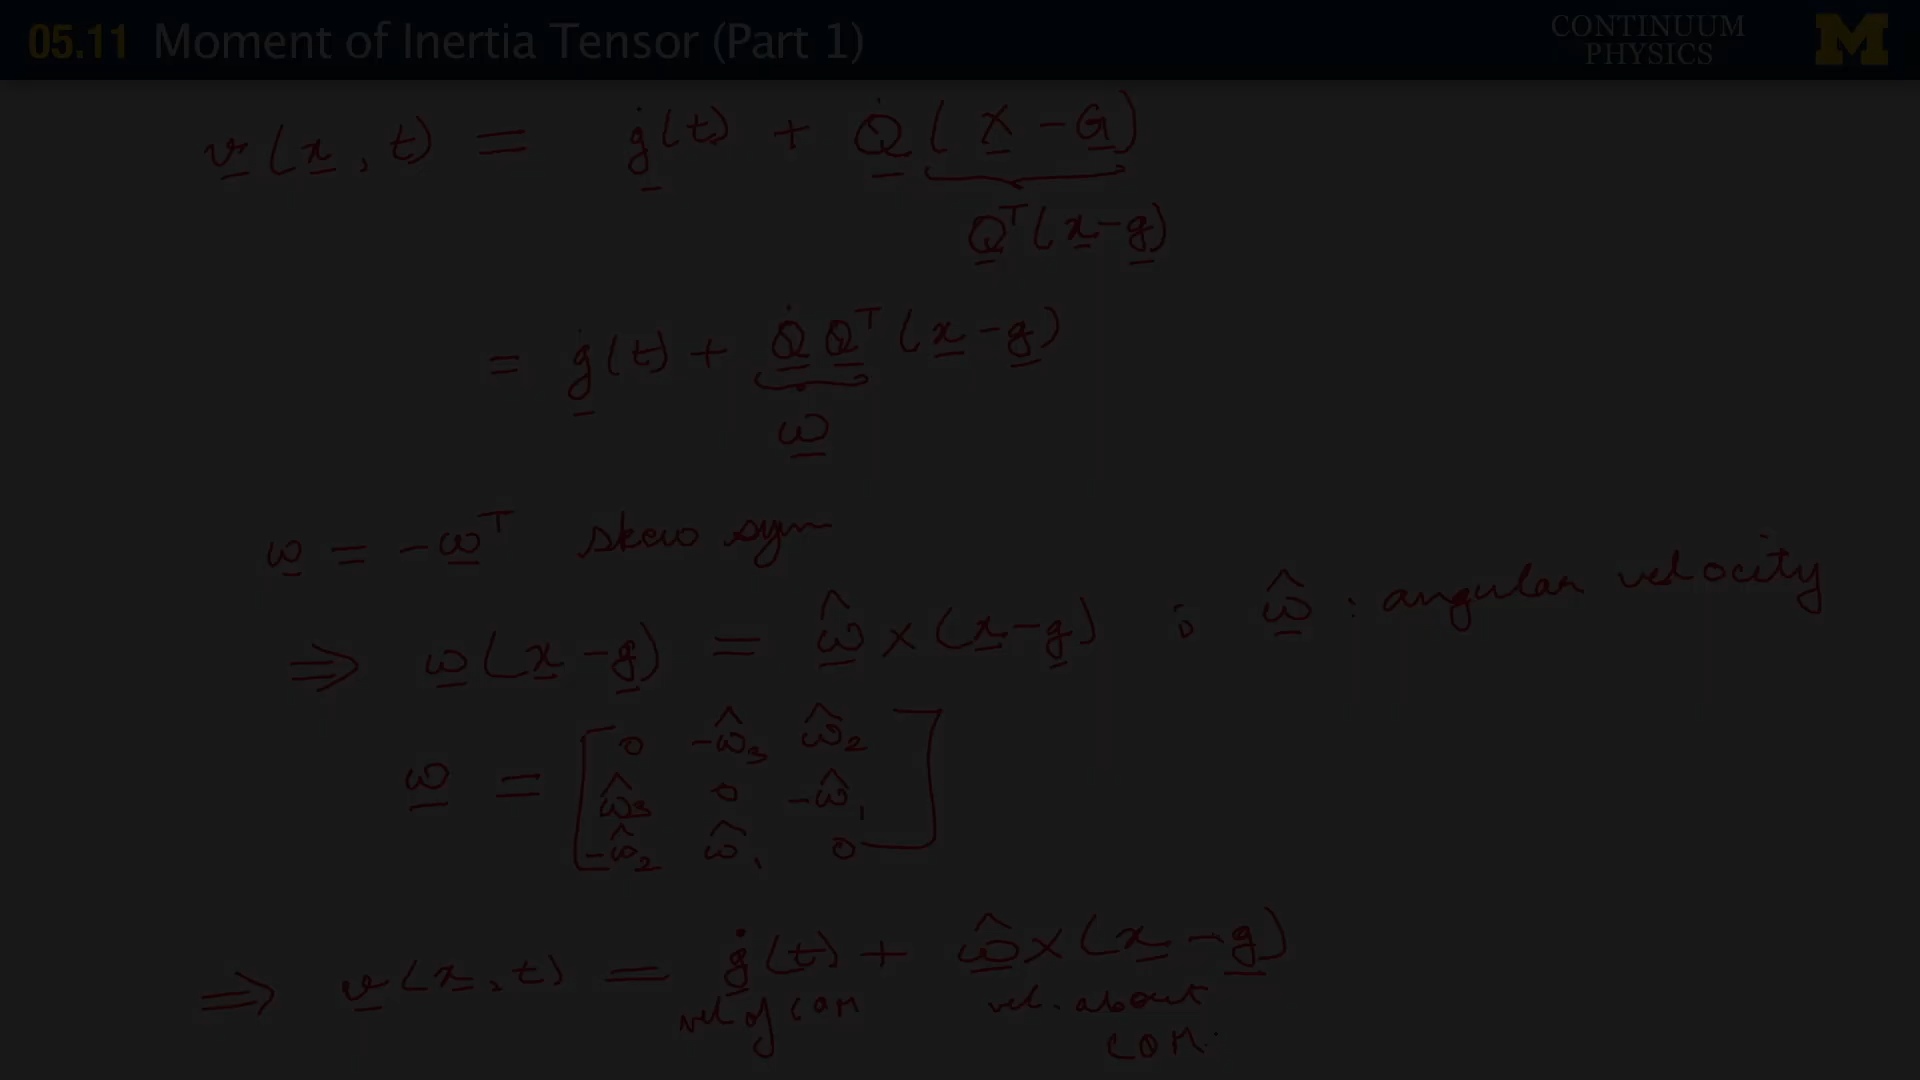 05.11 Moment of Inertia Tensor (Part 1)
CONTINUUM
PHYSICS
M
v(x, t) = ġ(t) + Q̇(X - G)
Qᵀ(x - g)
= ġ(t) + Q̇Qᵀ(x - g)
ω
ω = -ωᵀ skew sym
⇒ ω(x - g) = ω̂ × (x - g) ; ω̂ : angular velocity
ω = [0 -ω̂₃ ω̂₂
ω̂₃ 0 -ω̂₁
-ω̂₂ ω̂₁ 0]
⇒ v(x, t) = ġ(t) + ω̂ × (x - g)
vel of COM vel. about
COM.